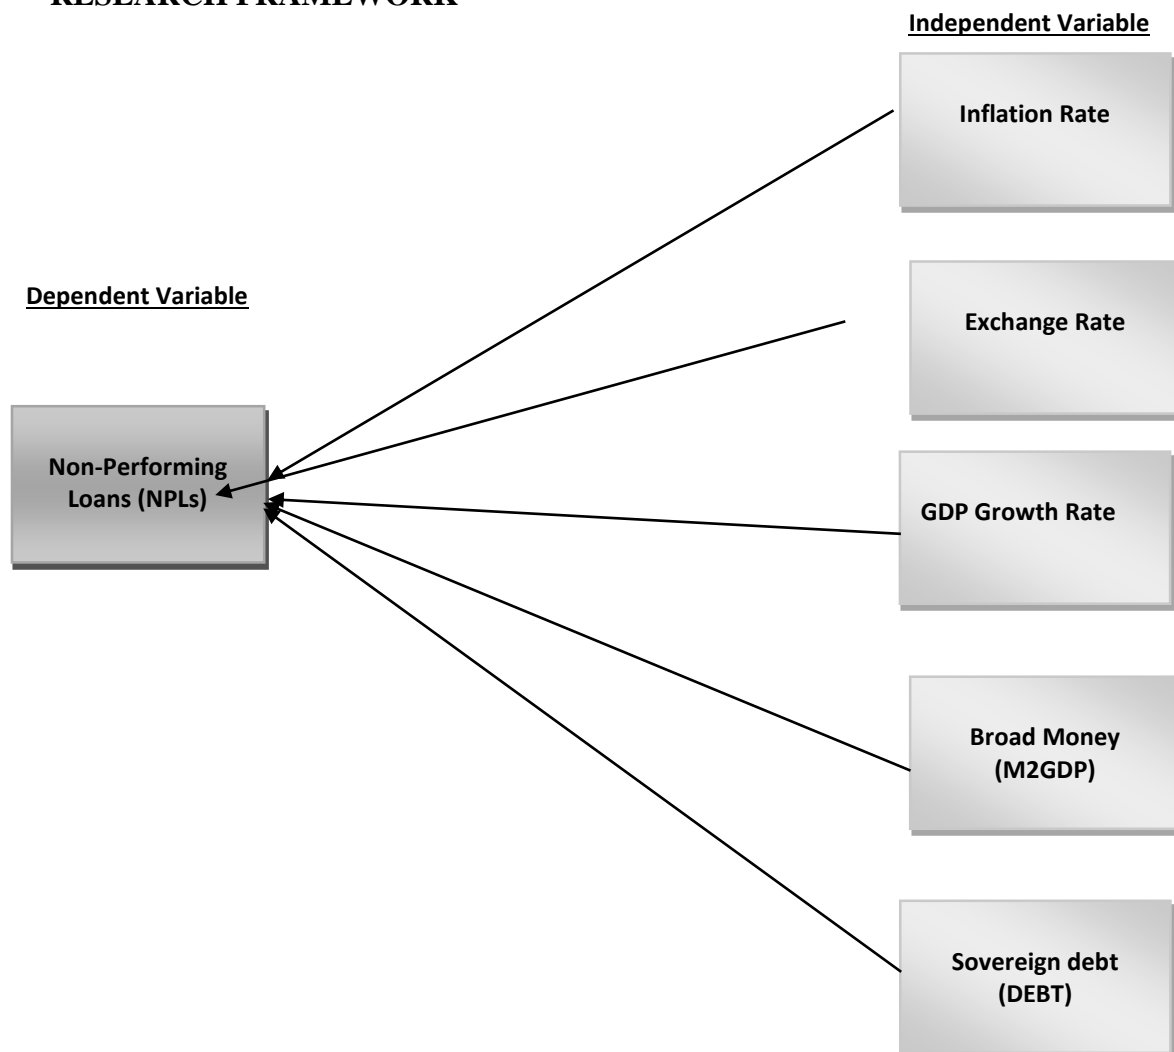 RESEARCH FRAMEWORK
Independent Variable
Inflation Rate
Dependent Variable
Exchange Rate
Non-Performing
Loans (NPLs)
GDP Growth Rate
Broad Money
(M2GDP)
Sovereign debt
(DEBT)